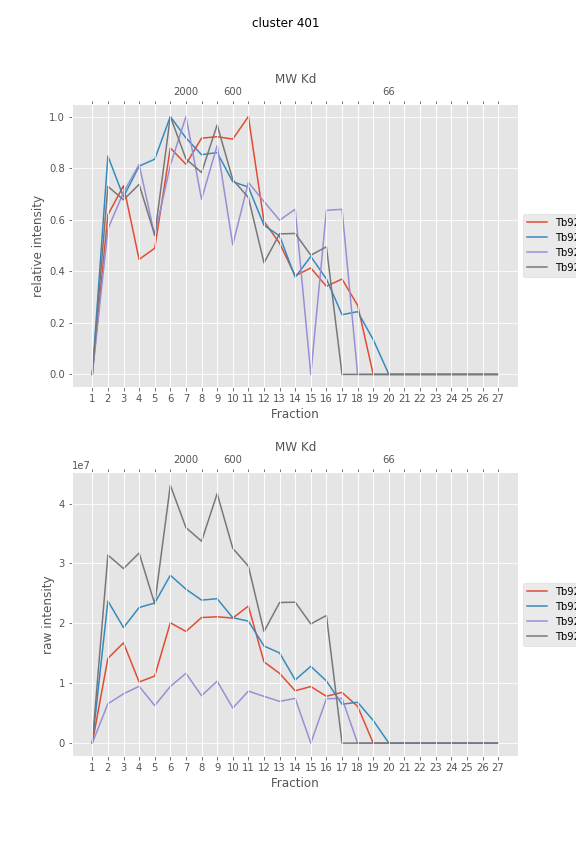 cluster 401
MW Kd
2000 600 66
1.0
0.8
0.6
0.4
0.2
0.0
relative intensity
Tb92
Tb92
Tb92
Tb92
1 2 3 4 5 6 7 8 9 10 11 12 13 14 15 16 17 18 19 20 21 22 23 24 25 26 27
Fraction
MW Kd
2000 600 66
1e7
4
3
2
1
0
raw intensity
Tb92
Tb92
Tb92
Tb92
1 2 3 4 5 6 7 8 9 10 11 12 13 14 15 16 17 18 19 20 21 22 23 24 25 26 27
Fraction